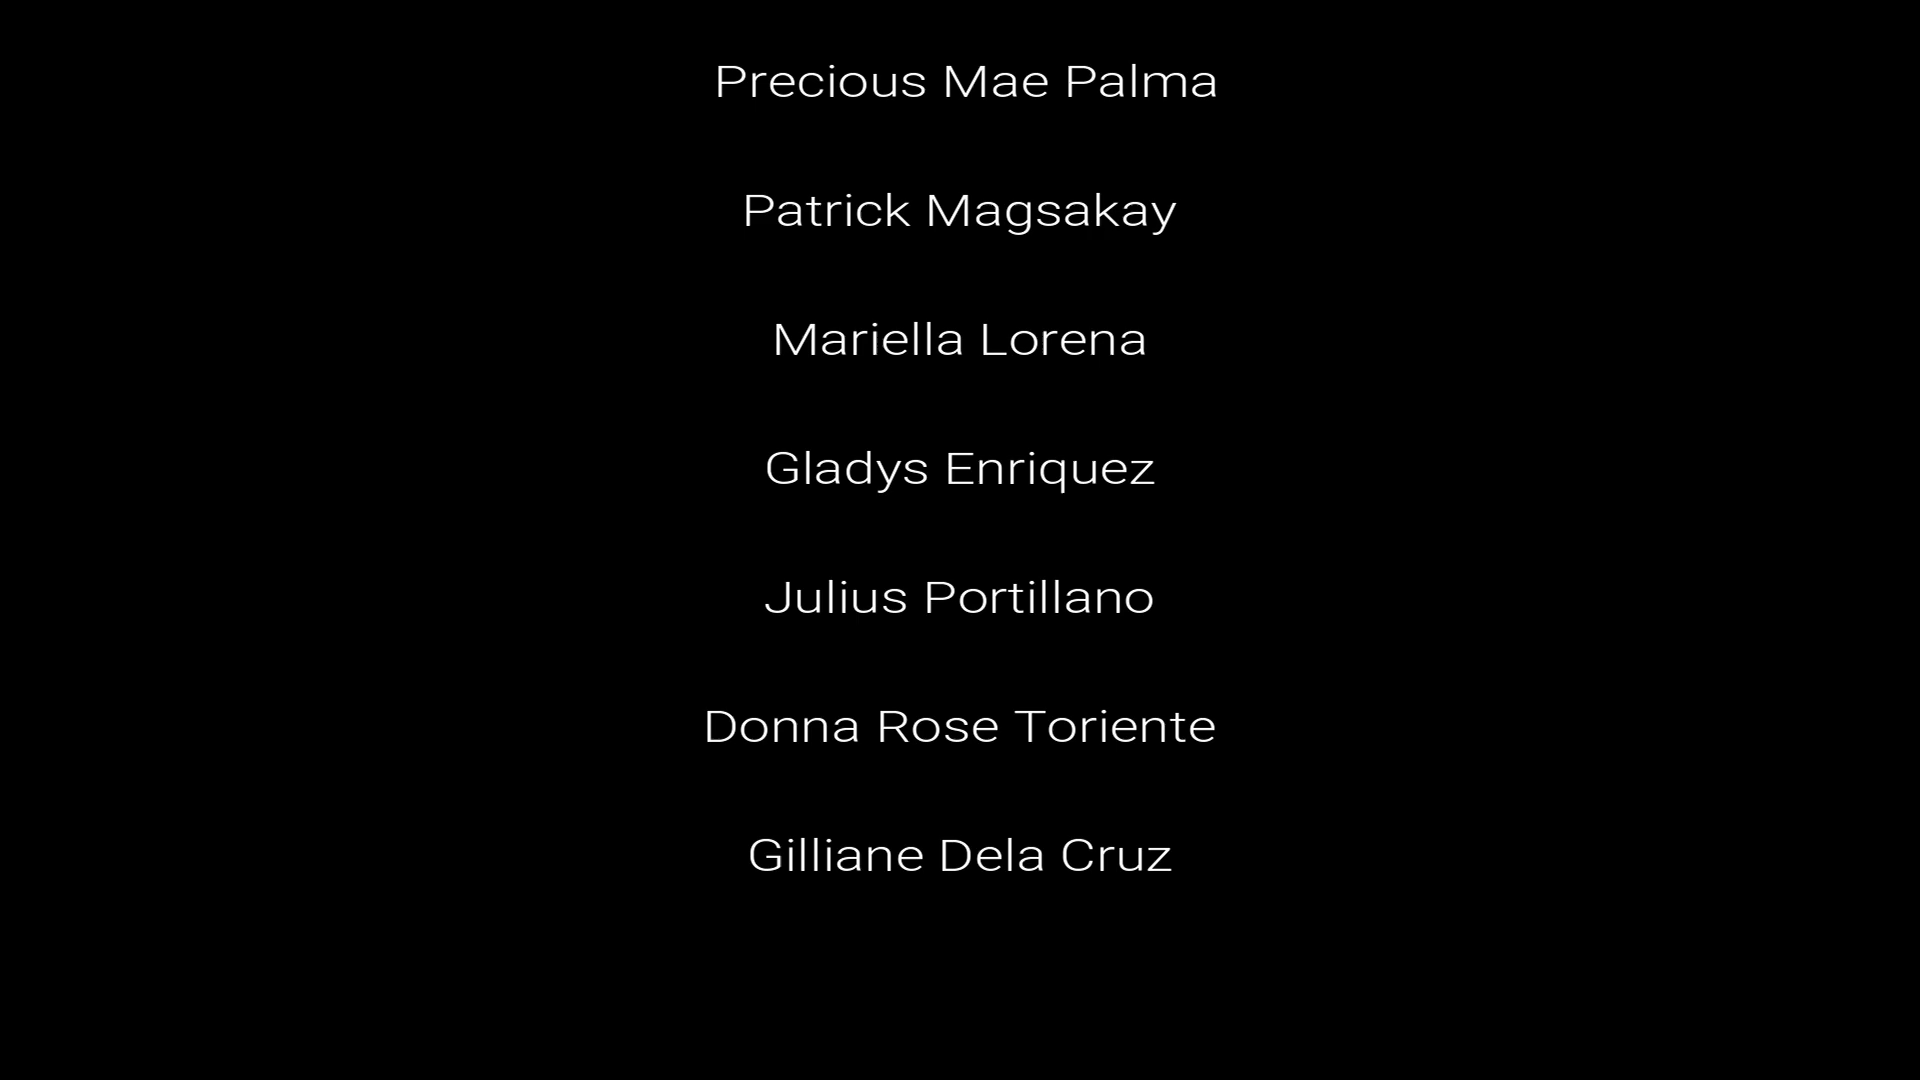 Precious Mae Palma
Patrick Magsakay
Mariella Lorena
Gladys Enriquez
Julius Portillano
Donna Rose Toriente
Gilliane Dela Cruz